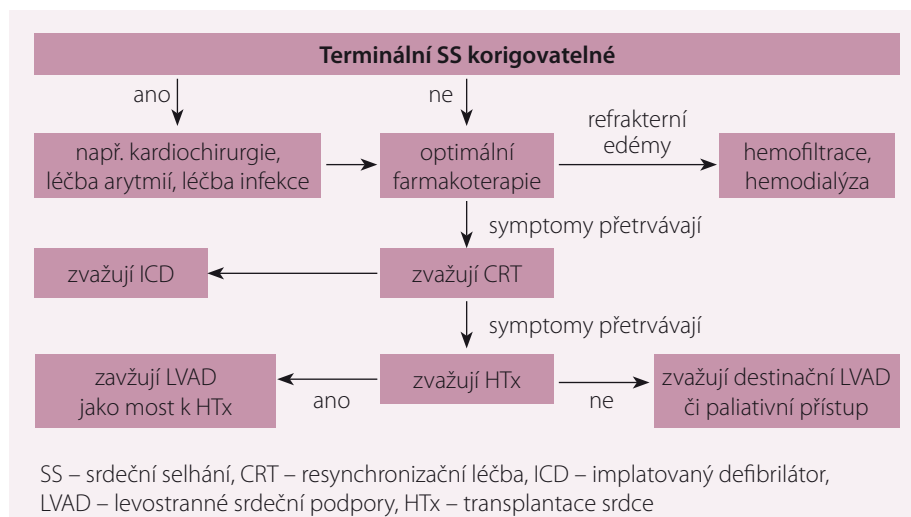 Terminální SS korigovatelné
ano
ne
např. kardiochirurgie,
léčba arytmií, léčba infekce
optimální
farmakoterapie
refrakterní
edémy
hemofiltrace,
hemodialýza
symptomy přetrvávají
zvažují ICD
zvažují CRT
symptomy přetrvávají
zavžují LVAD
jako most k HTx
ano
zvažují HTx
ne
zvažují destinační LVAD
či paliativní přístup
SS – srdeční selhání, CRT – resynchronizační léčba, ICD – implatovaný defibrilátor,
LVAD – levostranné srdeční podpory, HTx – transplantace srdce